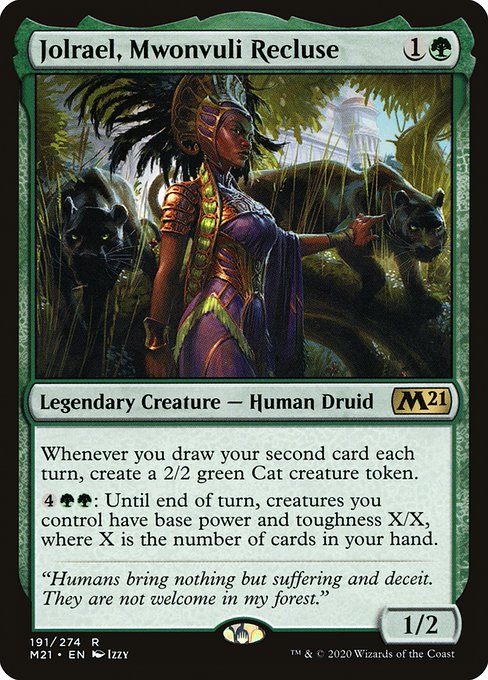 Jolrael, Mwonvuli Recluse 1
Legendary Creature — Human Druid M21
Whenever you draw your second card each
turn, create a 2/2 green Cat creature token.
4: Until end of turn, creatures you
control have base power and toughness X/X,
where X is the number of cards in your hand.
“Humans bring nothing but suffering and deceit.
They are not welcome in my forest.”
1/2
191/274 R
M21 • EN Izzy
™ & © 2020 Wizards of the Coast